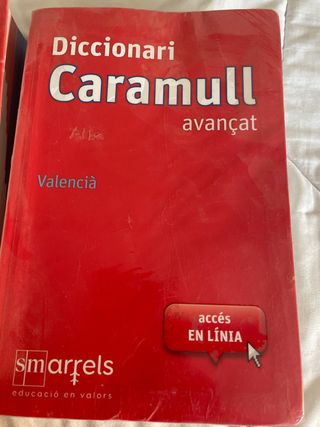 Diccionari
Caramull
avançat
Valencià
accés
EN LÍNIA
sm arrels
educació en valors